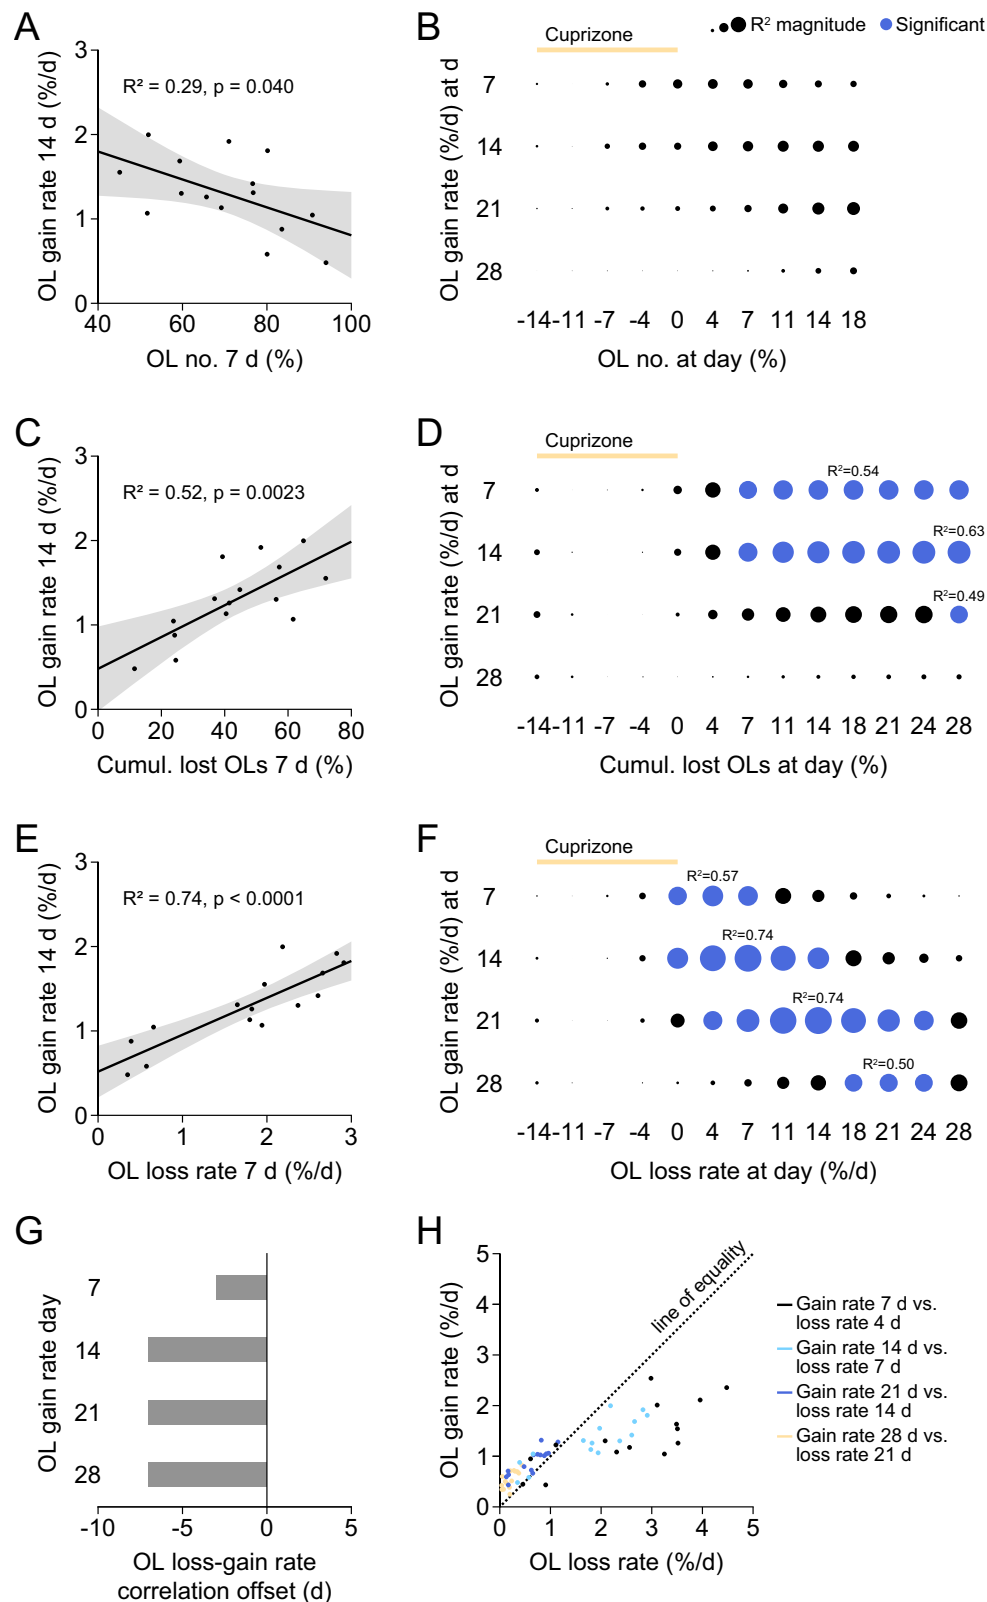 A
OL gain rate 14 d (%/d)
3
2
1
0
R² = 0.29, p = 0.040
40 60 80 100
OL no. 7 d (%)
B
R² magnitude
Significant
Cuprizone
OL gain rate (%/d) at d
7
14
21
28
-14 -11 -7 -4 0 4 7 11 14 18
OL no. at day (%)
C
OL gain rate 14 d (%/d)
3
2
1
0
R² = 0.52, p = 0.0023
0 20 40 60 80
Cumul. lost OLs 7 d (%)
D
Cuprizone
OL gain rate (%/d) at d
R²=0.54
7
R²=0.63
14
R²=0.49
21
28
-14 -11 -7 -4 0 4 7 11 14 18 21 24 28
Cumul. lost OLs at day (%)
E
OL gain rate 14 d (%/d)
3
2
1
0
R² = 0.74, p < 0.0001
0 1 2 3
OL loss rate 7 d (%/d)
F
Cuprizone
OL gain rate (%/d) at d
R²=0.57
7
R²=0.74
14
R²=0.74
21
R²=0.50
28
-14 -11 -7 -4 0 4 7 11 14 18 21 24 28
OL loss rate at day (%/d)
G
OL gain rate day
7
14
21
28
-10 -5 0 5
OL loss-gain rate
correlation offset (d)
H
OL gain rate (%/d)
5
4
3
2
1
0
line of equality
0 1 2 3 4 5
OL loss rate (%/d)
Gain rate 7 d vs.
loss rate 4 d
Gain rate 14 d vs.
loss rate 7 d
Gain rate 21 d vs.
loss rate 14 d
Gain rate 28 d vs.
loss rate 21 d